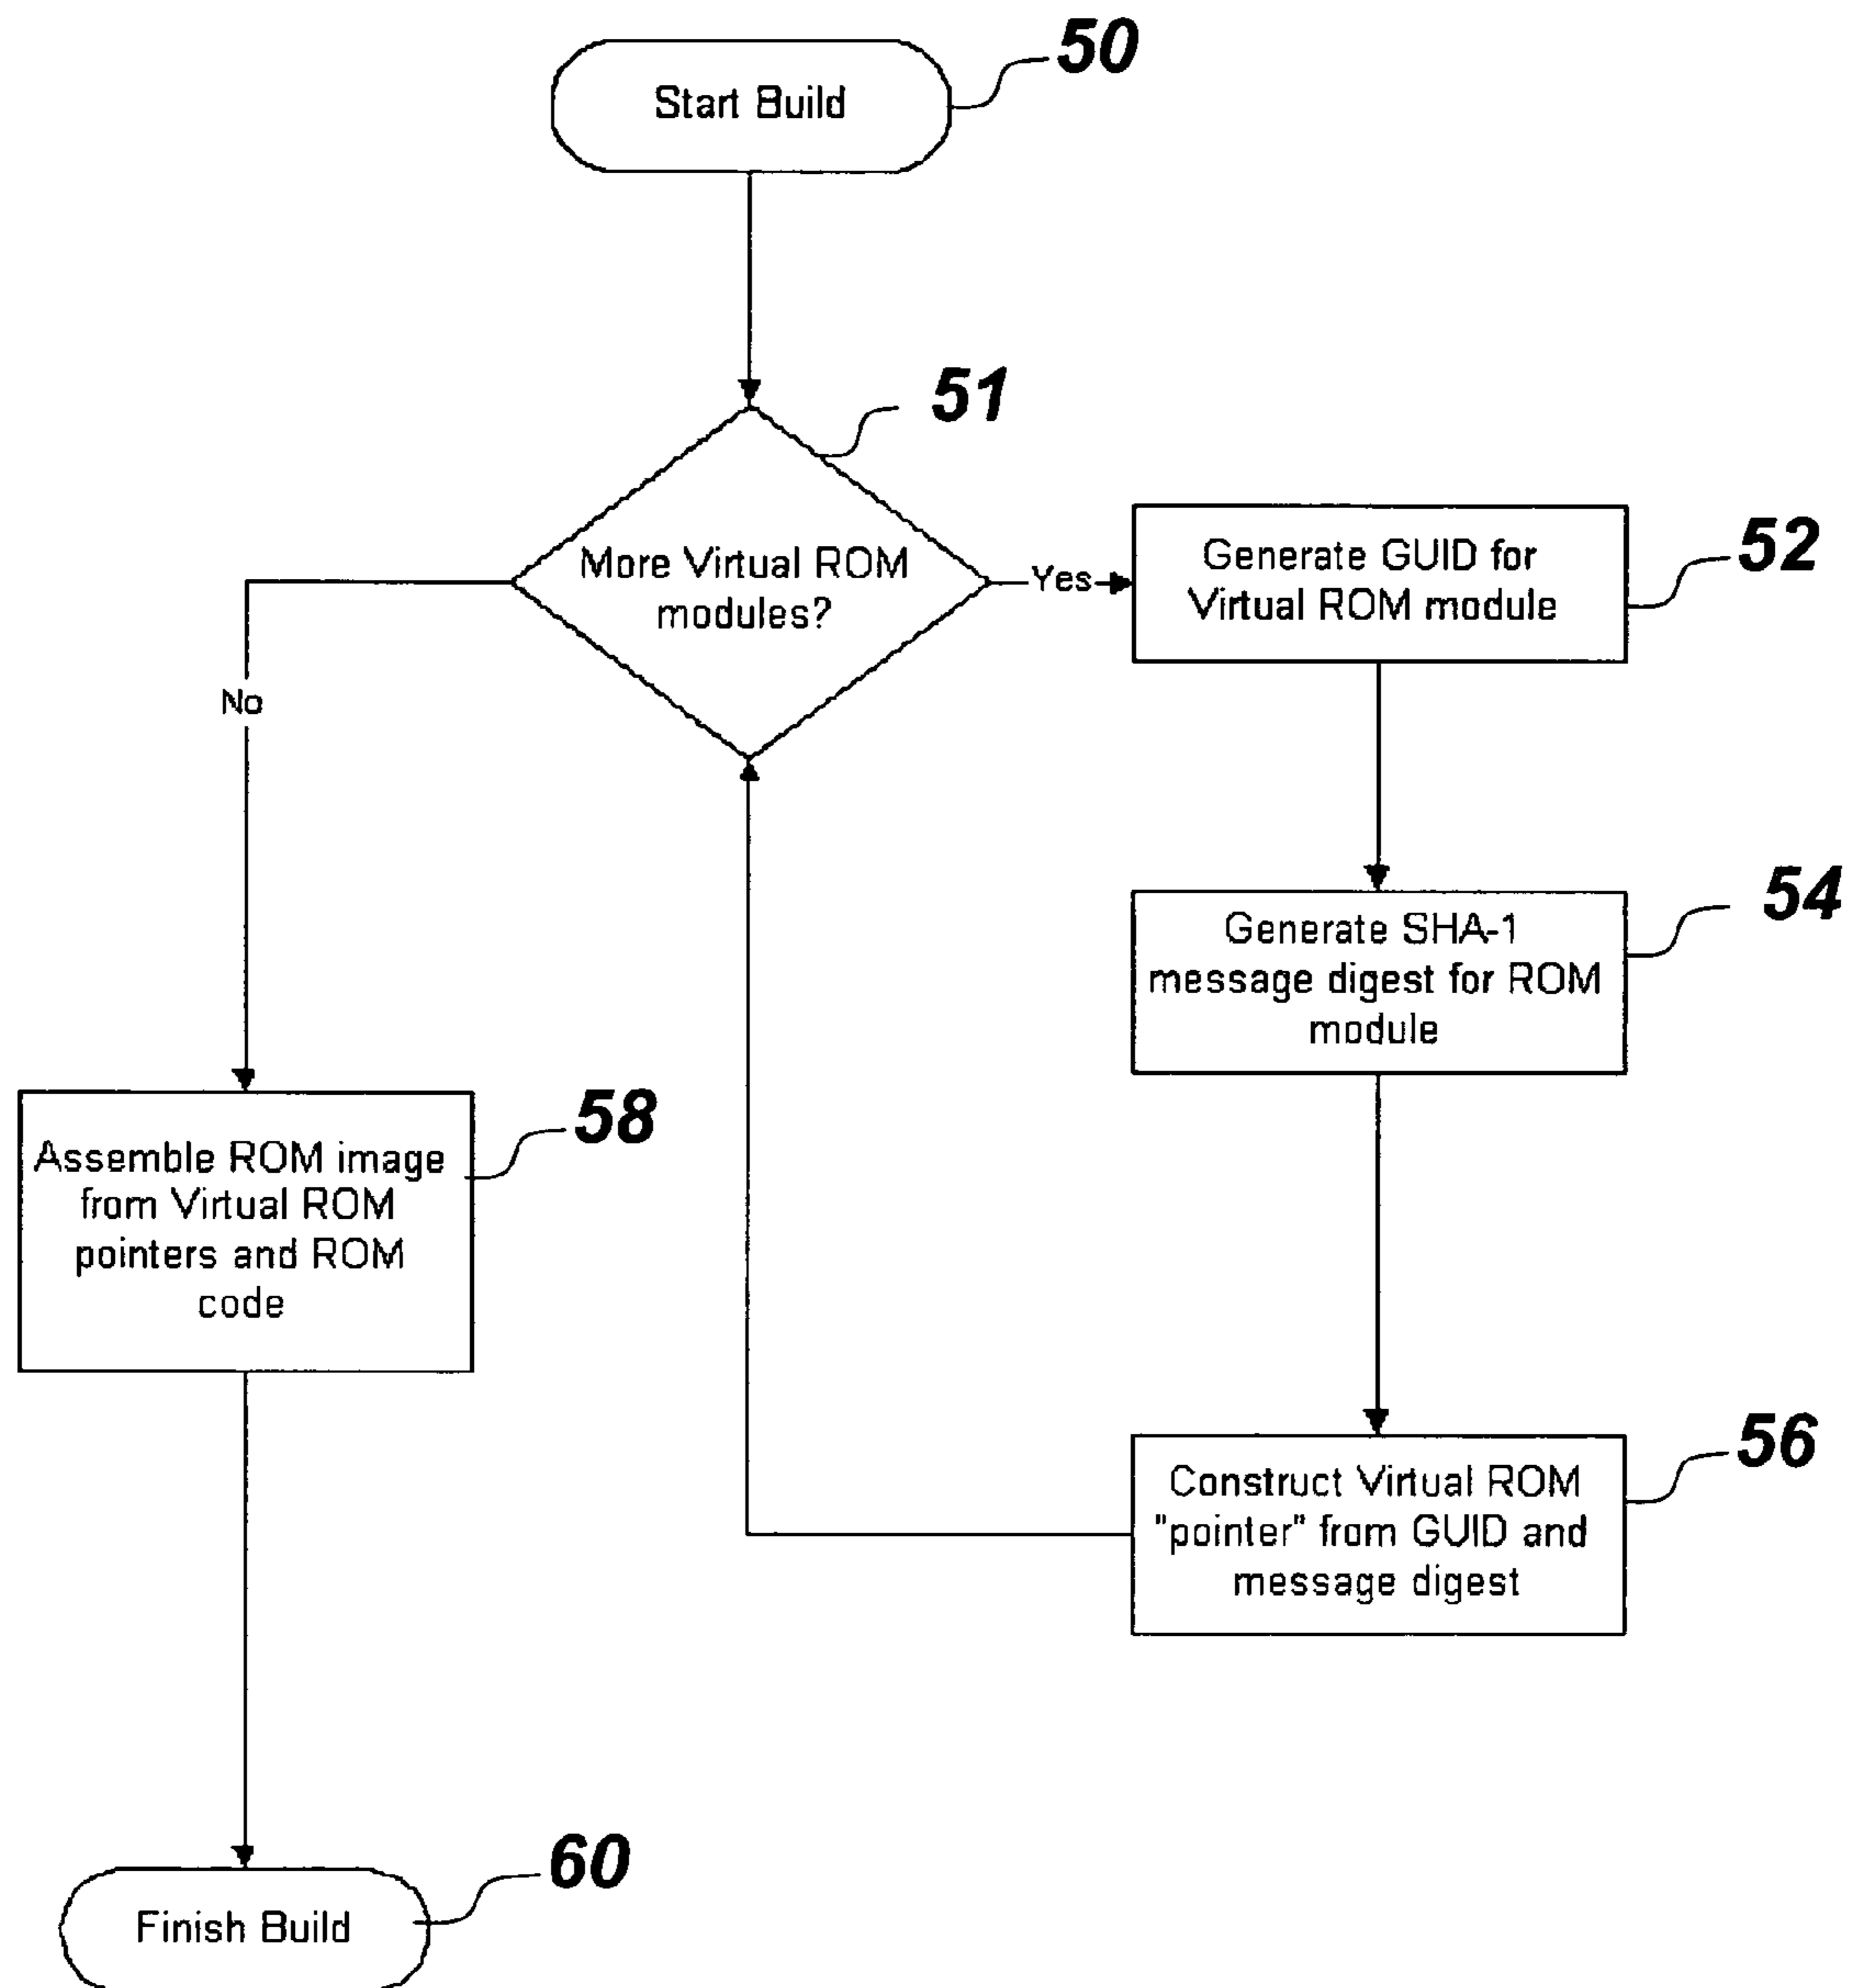 50
Start Build
51
More Virtual ROM
modules?
Yes
52
Generate GUID for
Virtual ROM module
No
54
Generate SHA-1
message digest for ROM
module
58
Assemble ROM image
from Virtual ROM
pointers and ROM
code
56
Construct Virtual ROM
"pointer" from GUID and
message digest
60
Finish Build